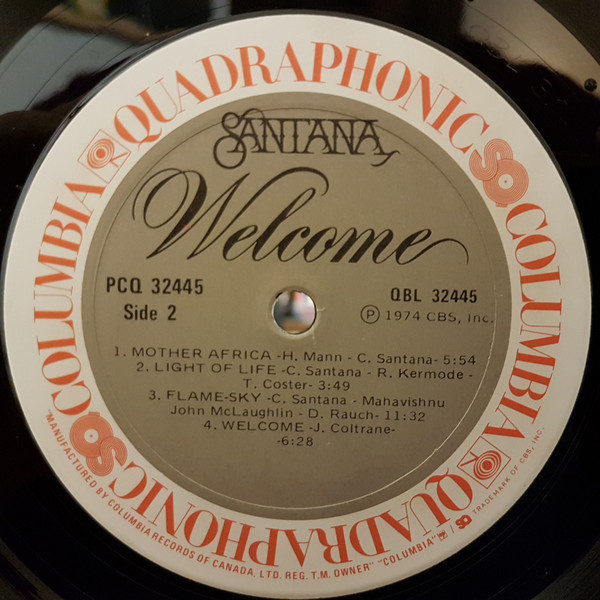 COLUMBIA
QUADRAPHONIC
SQ
COLUMBIA
QUADRAPHONIC
SQ
SANTANA
Welcome
PCQ 32445
Side 2
QBL 32445
Ⓟ 1974 CBS, Inc.
1. MOTHER AFRICA -H. Mann - C. Santana- 5:54
2. LIGHT OF LIFE -C. Santana - R. Kermode -
T. Coster- 3:49
3. FLAME-SKY -C. Santana - Mahavishnu
John McLaughlin - D. Rauch- 11:32
4. WELCOME -J. Coltrane-
-6:28
"MANUFACTURED BY COLUMBIA RECORDS OF CANADA, LTD. REG. T.M. OWNER" "COLUMBIA" / SQ TRADEMARK OF CBS, INC.